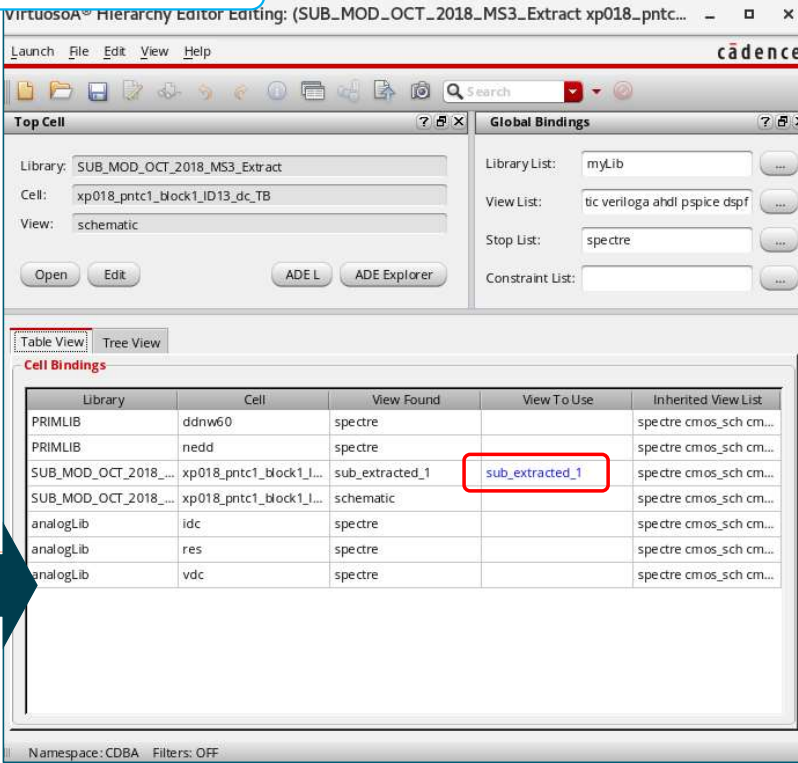 VirtuosoA® Hierarchy Editor Editing: (SUB_MOD_OCT_2018_MS3_Extract xp018_pntc...
Launch File Edit View Help
cādence
Search
Top Cell
Global Bindings
Library: SUB_MOD_OCT_2018_MS3_Extract
Library List: myLib ...
Cell: xp018_pntc1_block1_ID13_dc_TB
View List: tic veriloga ahdl pspice dspf ...
View: schematic
Stop List: spectre ...
Open Edit ADE L ADE Explorer
Constraint List: ...
Table View Tree View
Cell Bindings
Library Cell View Found View To Use Inherited View List
PRIMLIB ddnw60 spectre spectre cmos_sch cm...
PRIMLIB nedd spectre spectre cmos_sch cm...
SUB_MOD_OCT_2018_... xp018_pntc1_block1_I... sub_extracted_1 sub_extracted_1 spectre cmos_sch cm...
SUB_MOD_OCT_2018_... xp018_pntc1_block1_I... schematic spectre cmos_sch cm...
analogLib idc spectre spectre cmos_sch cm...
analogLib res spectre spectre cmos_sch cm...
analogLib vdc spectre spectre cmos_sch cm...
Namespace: CDBA Filters: OFF